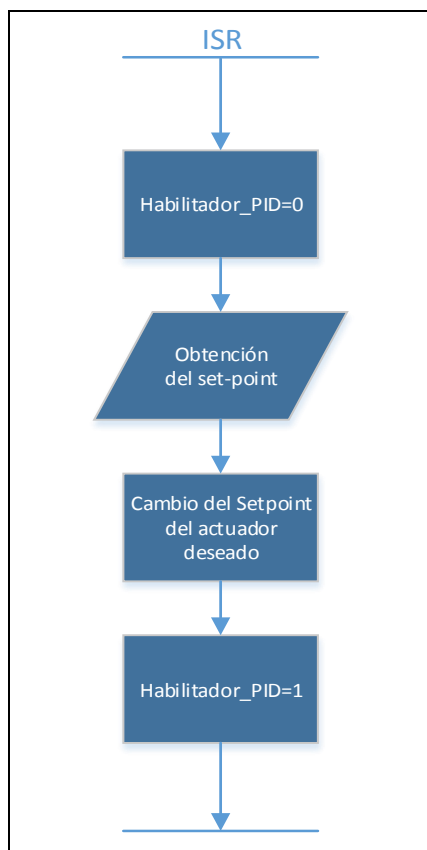 ISR
Habilitador_PID=0
Obtención
del set-point
Cambio del Setpoint
del actuador
deseado
Habilitador_PID=1